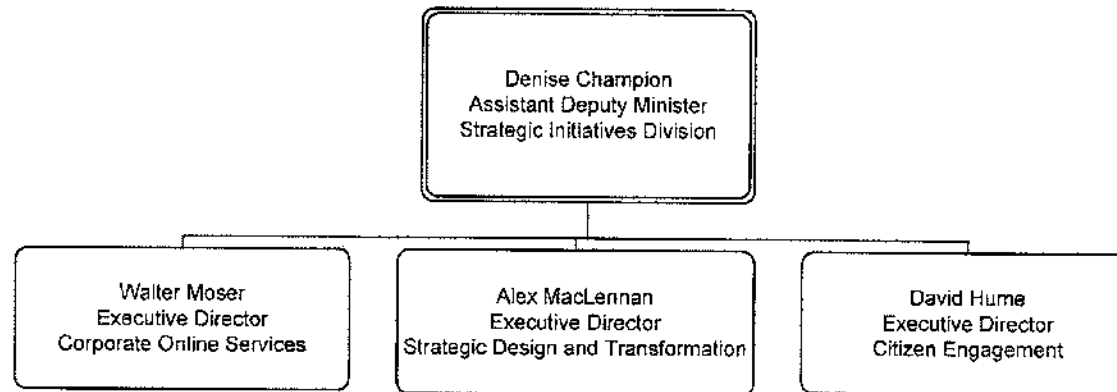 Denise Champion
Assistant Deputy Minister
Strategic Initiatives Division
Walter Moser
Executive Director
Corporate Online Services
Alex MacLennan
Executive Director
Strategic Design and Transformation
David Hume
Executive Director
Citizen Engagement